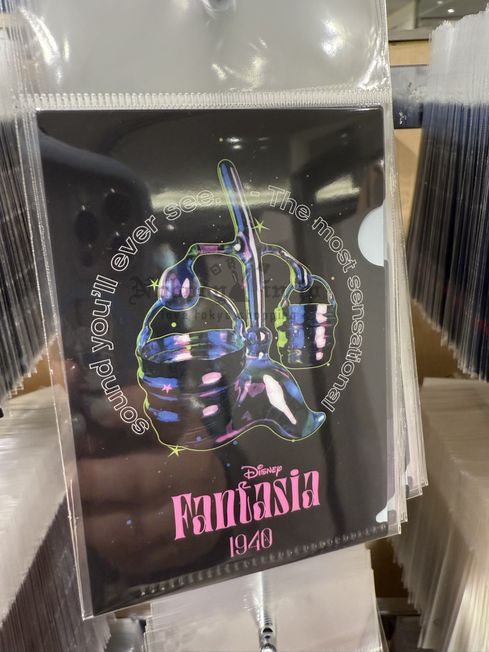 The most sensational
sound you'll ever see.
Disney
Fantasia
1940